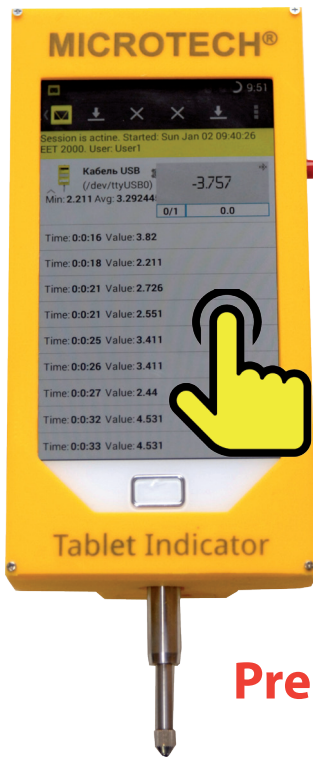 MICROTECH®
9:51
Session is actine. Started: Sun Jan 02 09:40:26
EET 2000. User: User1
Кабель USB
(/dev/ttyUSB0)
-3.757
Min: 2.211 Avg: 3.29244
0/1 0.0
Time: 0:0:16 Value: 3.82
Time: 0:0:18 Value: 2.211
Time: 0:0:21 Value: 2.726
Time: 0:0:21 Value: 2.551
Time: 0:0:25 Value: 3.411
Time: 0:0:26 Value: 3.411
Time: 0:0:27 Value: 2.44
Time: 0:0:32 Value: 4.531
Time: 0:0:33 Value: 4.531
Tablet Indicator
Pre